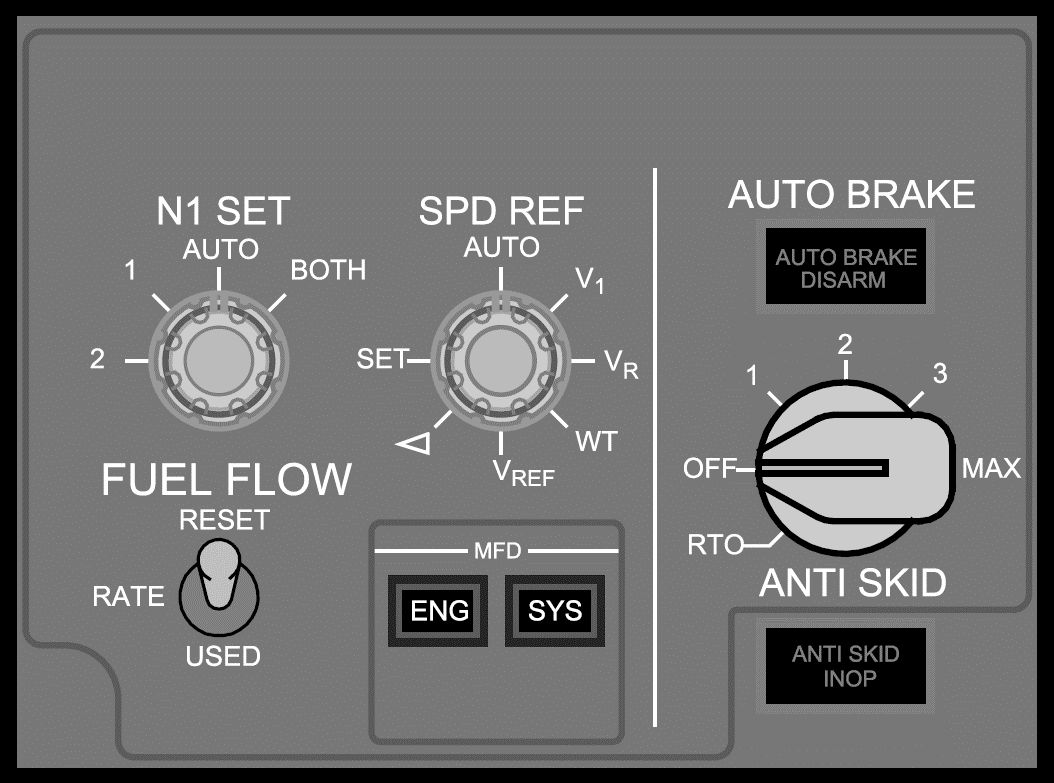 N1 SET
AUTO
1
BOTH
2
SPD REF
AUTO
V1
SET
VR
WT
VREF
FUEL FLOW
RESET
RATE
USED
MFD
ENG
SYS
AUTO BRAKE
AUTO BRAKE
DISARM
2
1
3
OFF
MAX
RTO
ANTI SKID
ANTI SKID
INOP